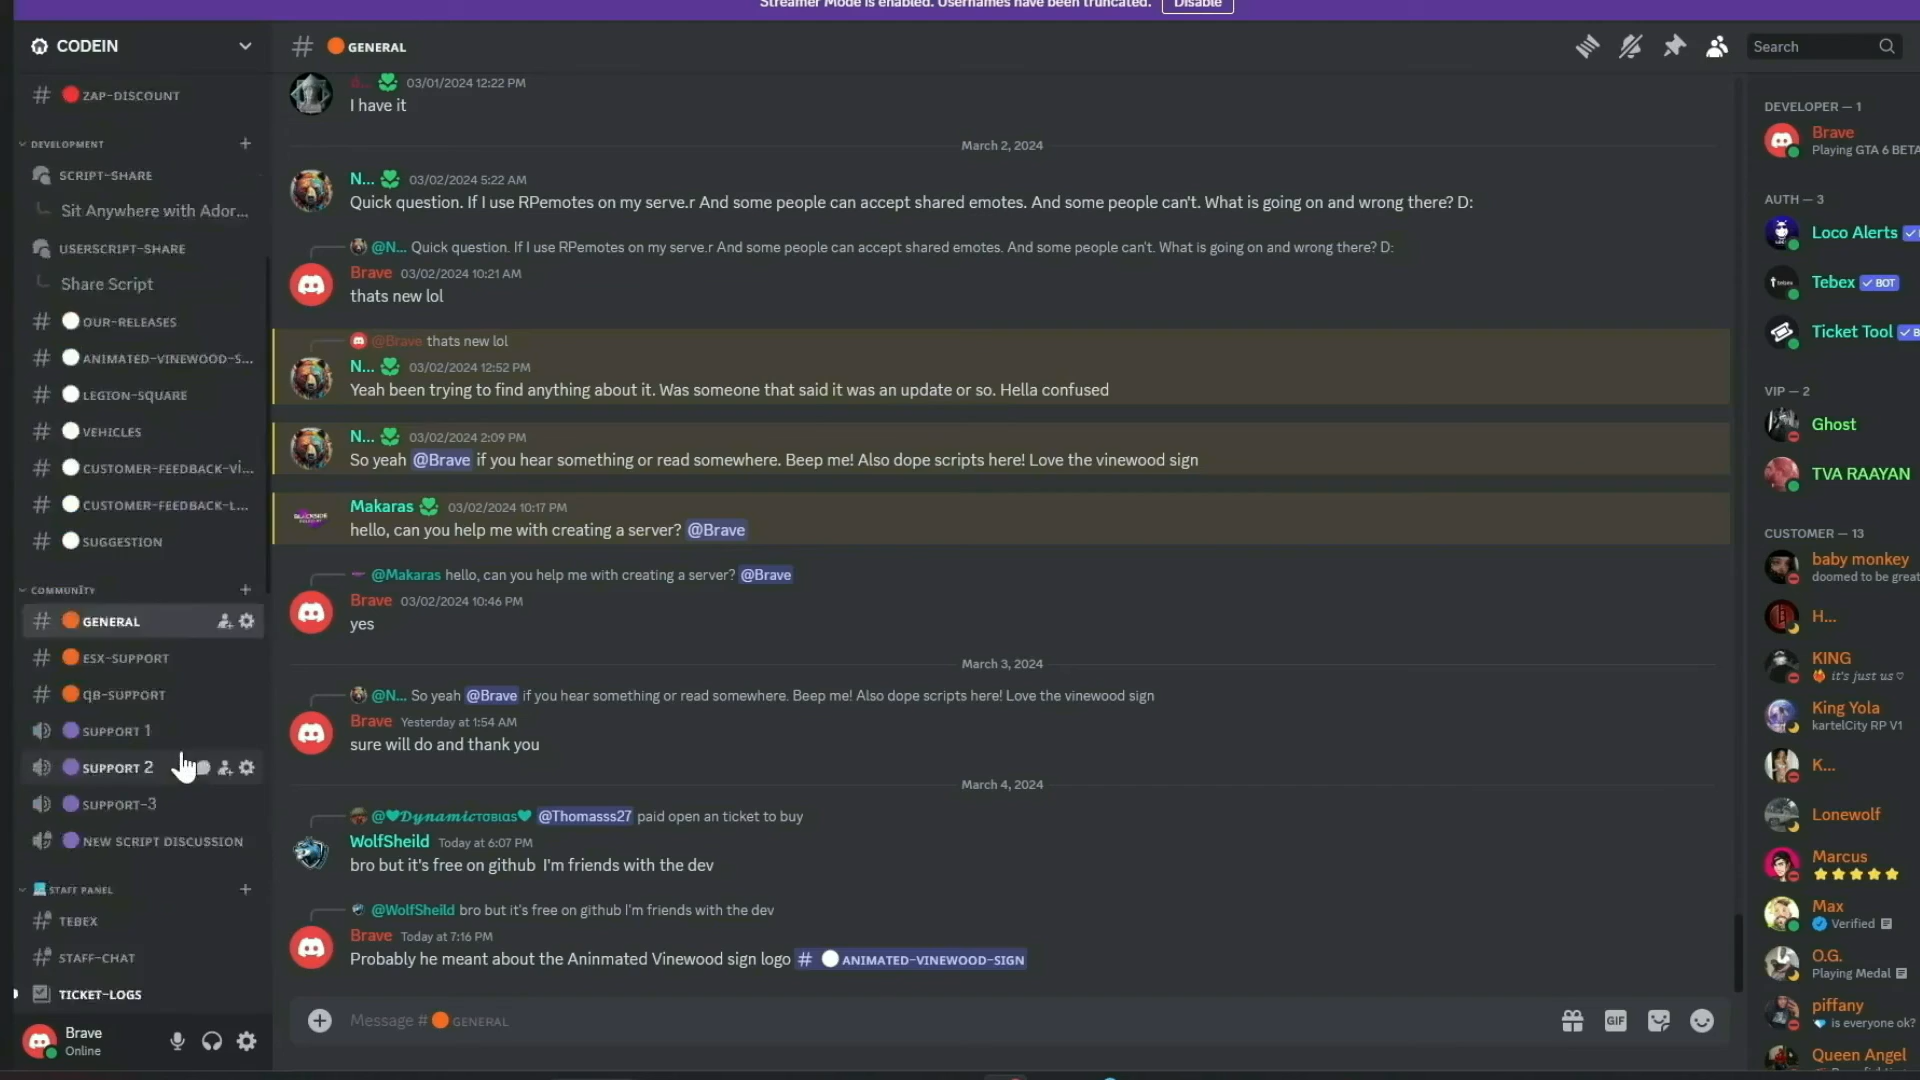 Streamer Mode is enabled. Usernames have been truncated. Disable
CODEIN
ZAP-DISCOUNT
DEVELOPMENT
SCRIPT-SHARE
Sit Anywhere with Ador...
USERSCRIPT-SHARE
Share Script
OUR-RELEASES
ANIMATED-VINEWOOD-S...
LEGION-SQUARE
VEHICLES
CUSTOMER-FEEDBACK-VI...
CUSTOMER-FEEDBACK-L...
SUGGESTION
COMMUNITY
GENERAL
ESX-SUPPORT
QB-SUPPORT
SUPPORT 1
SUPPORT 2
SUPPORT-3
NEW SCRIPT DISCUSSION
STAFF PANEL
TEBEX
STAFF-CHAT
TICKET-LOGS
Brave
Online
# GENERAL
03/01/2024 12:22 PM
I have it
March 2, 2024
N... 03/02/2024 5:22 AM
Quick question. If I use RPemotes on my serve.r And some people can accept shared emotes. And some people can't. What is going on and wrong there? D:
@N... Quick question. If I use RPemotes on my serve.r And some people can accept shared emotes. And some people can't. What is going on and wrong there? D:
Brave 03/02/2024 10:21 AM
thats new lol
@Brave thats new lol
N... 03/02/2024 12:52 PM
Yeah been trying to find anything about it. Was someone that said it was an update or so. Hella confused
N... 03/02/2024 2:09 PM
So yeah @Brave if you hear something or read somewhere. Beep me! Also dope scripts here! Love the vinewood sign
Makaras 03/02/2024 10:17 PM
hello, can you help me with creating a server? @Brave
@Makaras hello, can you help me with creating a server? @Brave
Brave 03/02/2024 10:46 PM
yes
March 3, 2024
@N... So yeah @Brave if you hear something or read somewhere. Beep me! Also dope scripts here! Love the vinewood sign
Brave Yesterday at 1:54 AM
sure will do and thank you
March 4, 2024
@♥𝓓𝔂𝓷𝓪𝓶𝓲𝓬ᴛσвιαs♥ @Thomasss27 paid open an ticket to buy
WolfSheild Today at 6:07 PM
bro but it's free on github I'm friends with the dev
@WolfSheild bro but it's free on github I'm friends with the dev
Brave Today at 7:16 PM
Probably he meant about the Aninmated Vinewood sign logo # ANIMATED-VINEWOOD-SIGN
Message # GENERAL
GIF
Search
DEVELOPER — 1
Brave
Playing GTA 6 BETA
AUTH — 3
Loco Alerts
Tebex BOT
Ticket Tool
VIP — 2
Ghost
TVA RAAYAN
CUSTOMER — 13
baby monkey
doomed to be great
H...
KING
it's just us
King Yola
kartelCity RP V1
K...
Lonewolf
Marcus
Max
Verified
O.G.
Playing Medal
piffany
is everyone ok?
Queen Angel